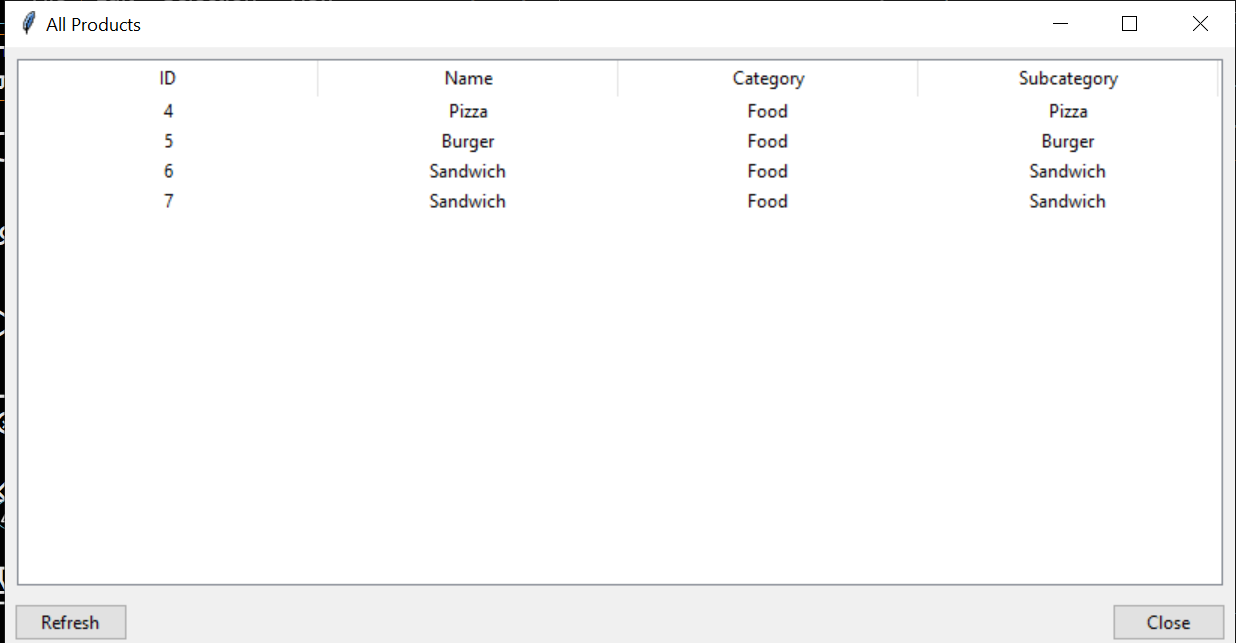 All Products
ID Name Category Subcategory
4 Pizza Food Pizza
5 Burger Food Burger
6 Sandwich Food Sandwich
7 Sandwich Food Sandwich
Refresh Close